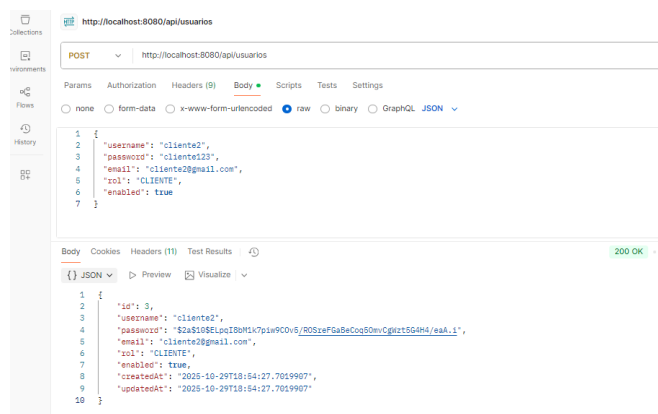 HTTP http://localhost:8080/api/usuarios
Collections
POST http://localhost:8080/api/usuarios
Environments
Params Authorization Headers (9) Body Scripts Tests Settings
Flows
none form-data x-www-form-urlencoded raw binary GraphQL JSON
History
1 {
2 "username": "cliente2",
3 "password": "cliente123",
4 "email": "cliente2@gmail.com",
5 "rol": "CLIENTE",
6 "enabled": true
7 }
Body Cookies Headers (11) Test Results 200 OK
{} JSON Preview Visualize
1 {
2 "id": 3,
3 "username": "cliente2",
4 "password": "$2a$10$ELpqI8bM1k7piw9COv5/ROSreFGaBeCoq5OmvCgWzt5G4H4/eaA.i",
5 "email": "cliente2@gmail.com",
6 "rol": "CLIENTE",
7 "enabled": true,
8 "createdAt": "2025-10-29T18:54:27.7019907",
9 "updatedAt": "2025-10-29T18:54:27.7019907"
10 }